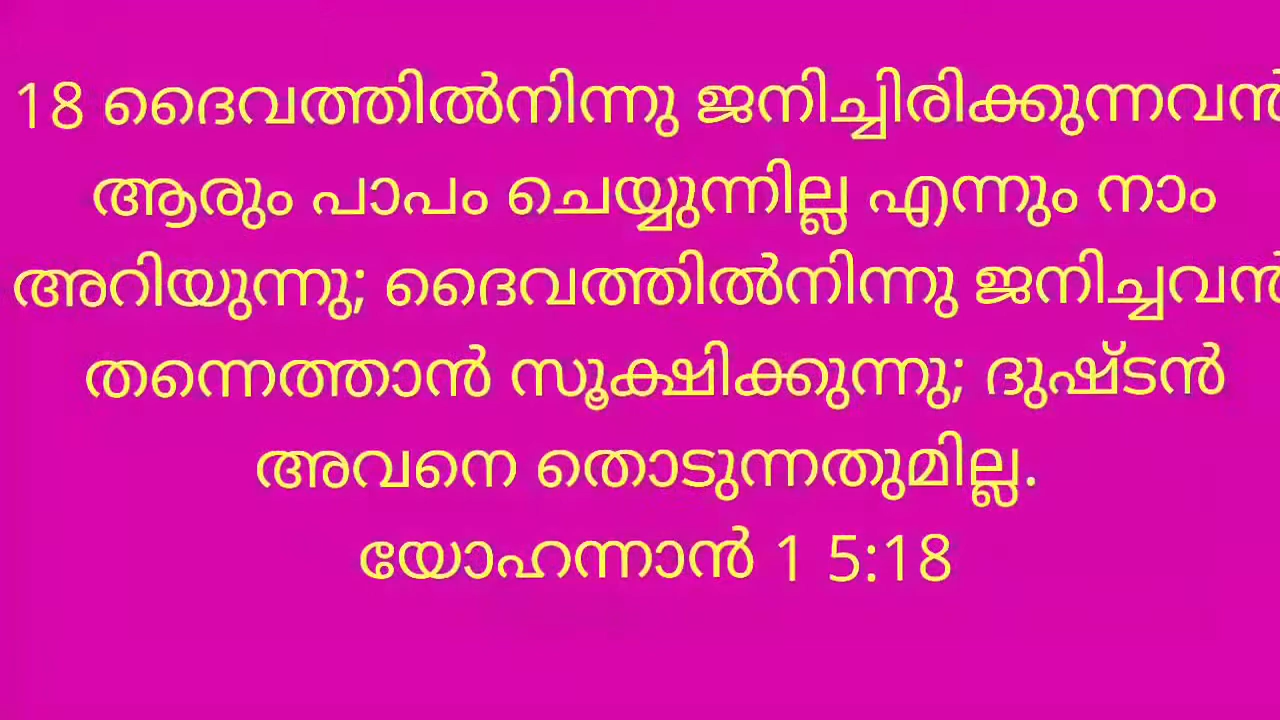 18 ദൈവത്തിൽനിന്നു ജനിച്ചിരിക്കുന്നവൻ
ആരും പാപം ചെയ്യുന്നില്ല എന്നും നാം
അറിയുന്നു; ദൈവത്തിൽനിന്നു ജനിച്ചവൻ
തന്നെത്താൻ സൂക്ഷിക്കുന്നു; ദുഷ്ടൻ
അവനെ തൊടുന്നതുമില്ല.
യോഹന്നാൻ 1 5:18